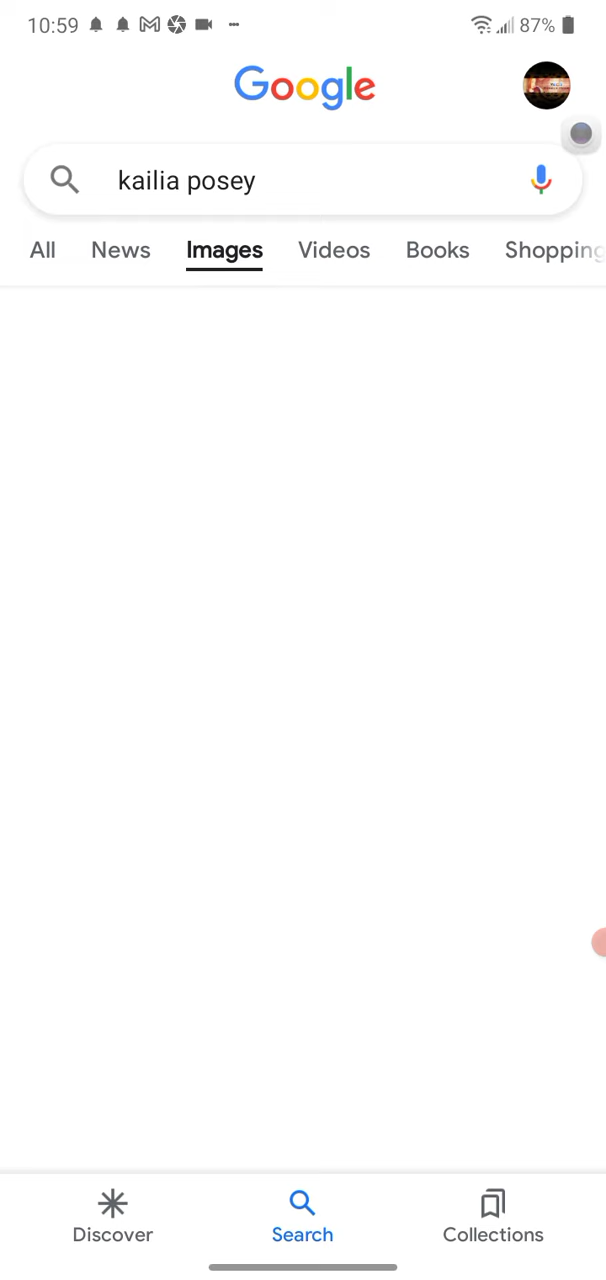 10:59 87%
Google
kailia posey
All News Images Videos Books Shopping
Discover Search Collections